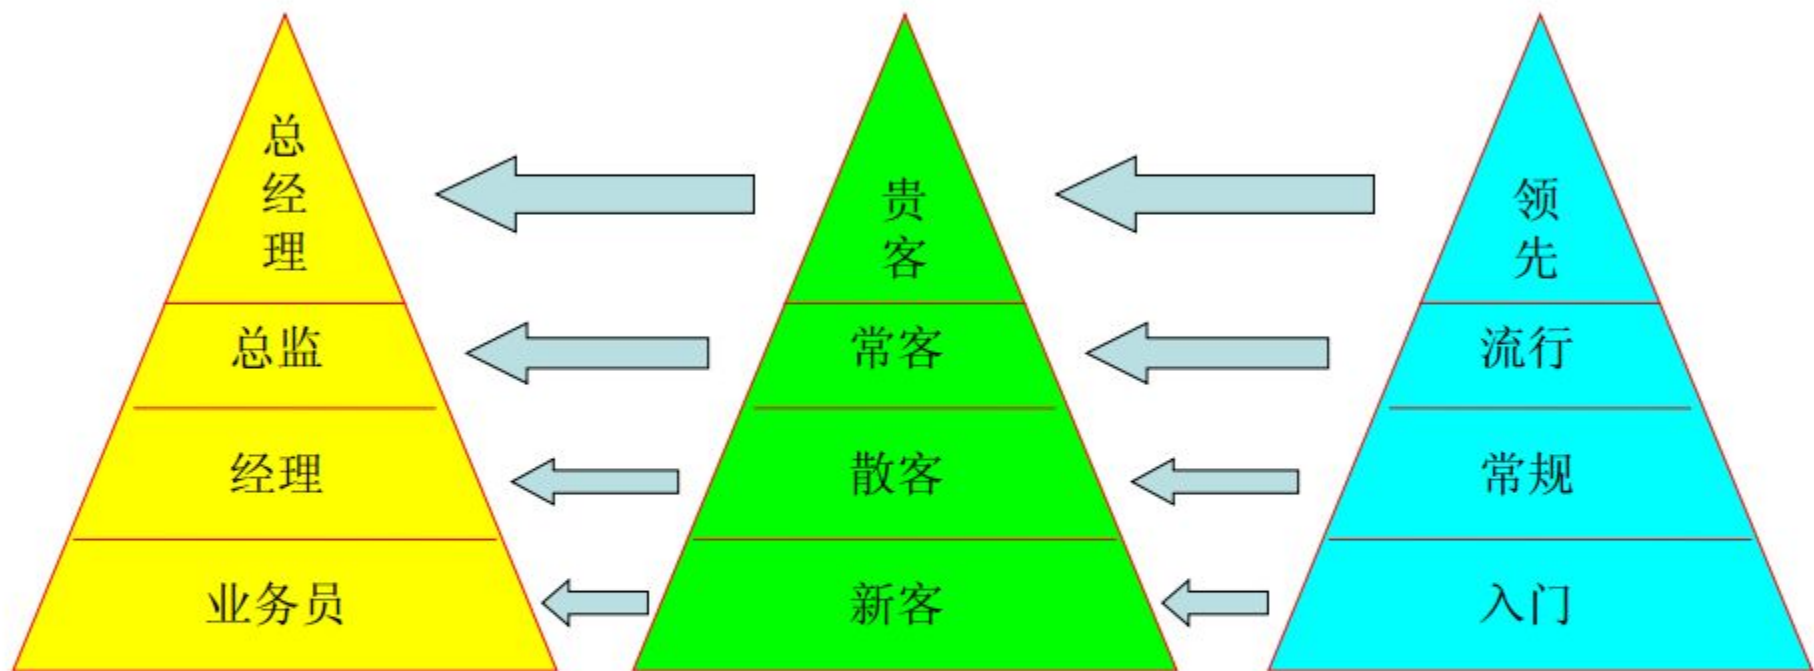 总经理
贵客
领先
总监
常客
流行
经理
散客
常规
业务员
新客
入门